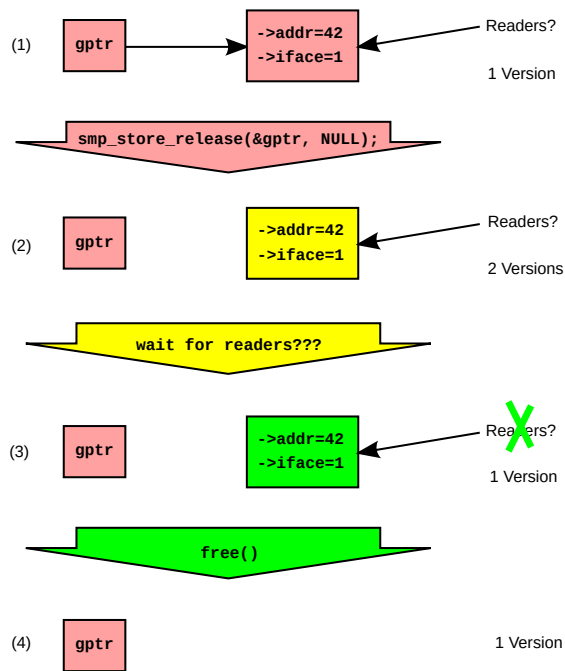 (1)
gptr
->addr=42
->iface=1
Readers?
1 Version
smp_store_release(&gptr, NULL);
(2)
gptr
->addr=42
->iface=1
Readers?
2 Versions
wait for readers???
(3)
gptr
->addr=42
->iface=1
Readers?
1 Version
free()
(4)
gptr
1 Version